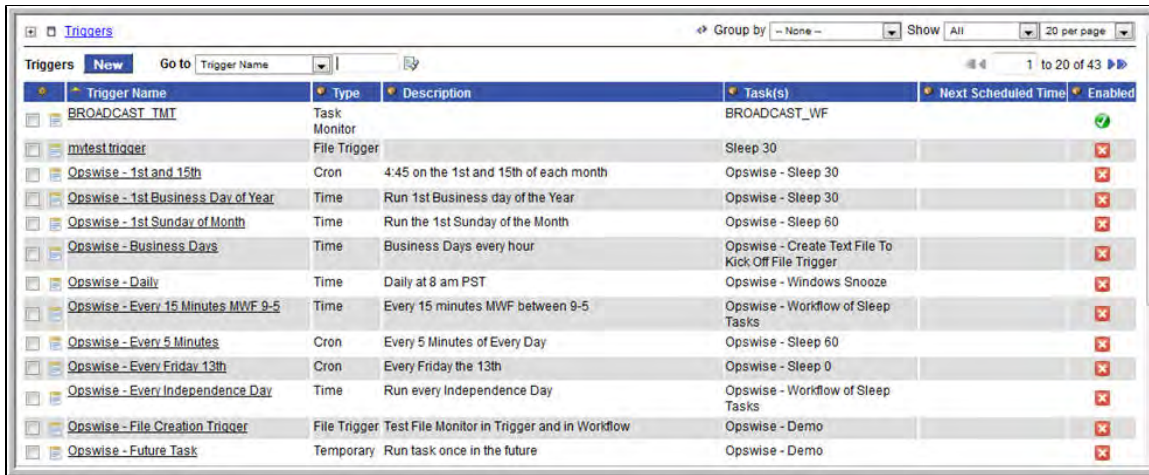 Triggers Group by -- None -- Show All 20 per page
Triggers New Go to Trigger Name 1 to 20 of 43
Trigger Name Type Description Task(s) Next Scheduled Time Enabled
BROADCAST_TMT Task Monitor BROADCAST_WF
mytest trigger File Trigger Sleep 30
Opswise - 1st and 15th Cron 4:45 on the 1st and 15th of each month Opswise - Sleep 30
Opswise - 1st Business Day of Year Time Run 1st Business day of the Year Opswise - Sleep 30
Opswise - 1st Sunday of Month Time Run the 1st Sunday of the Month Opswise - Sleep 60
Opswise - Business Days Time Business Days every hour Opswise - Create Text File To
Kick Off File Trigger
Opswise - Daily Time Daily at 8 am PST Opswise - Windows Snooze
Opswise - Every 15 Minutes MWF 9-5 Time Every 15 minutes MWF between 9-5 Opswise - Workflow of Sleep
Tasks
Opswise - Every 5 Minutes Cron Every 5 Minutes of Every Day Opswise - Sleep 60
Opswise - Every Friday 13th Cron Every Friday the 13th Opswise - Sleep 0
Opswise - Every Independence Day Time Run every Independence Day Opswise - Workflow of Sleep
Tasks
Opswise - File Creation Trigger File Trigger Test File Monitor in Trigger and in Workflow Opswise - Demo
Opswise - Future Task Temporary Run task once in the future Opswise - Demo